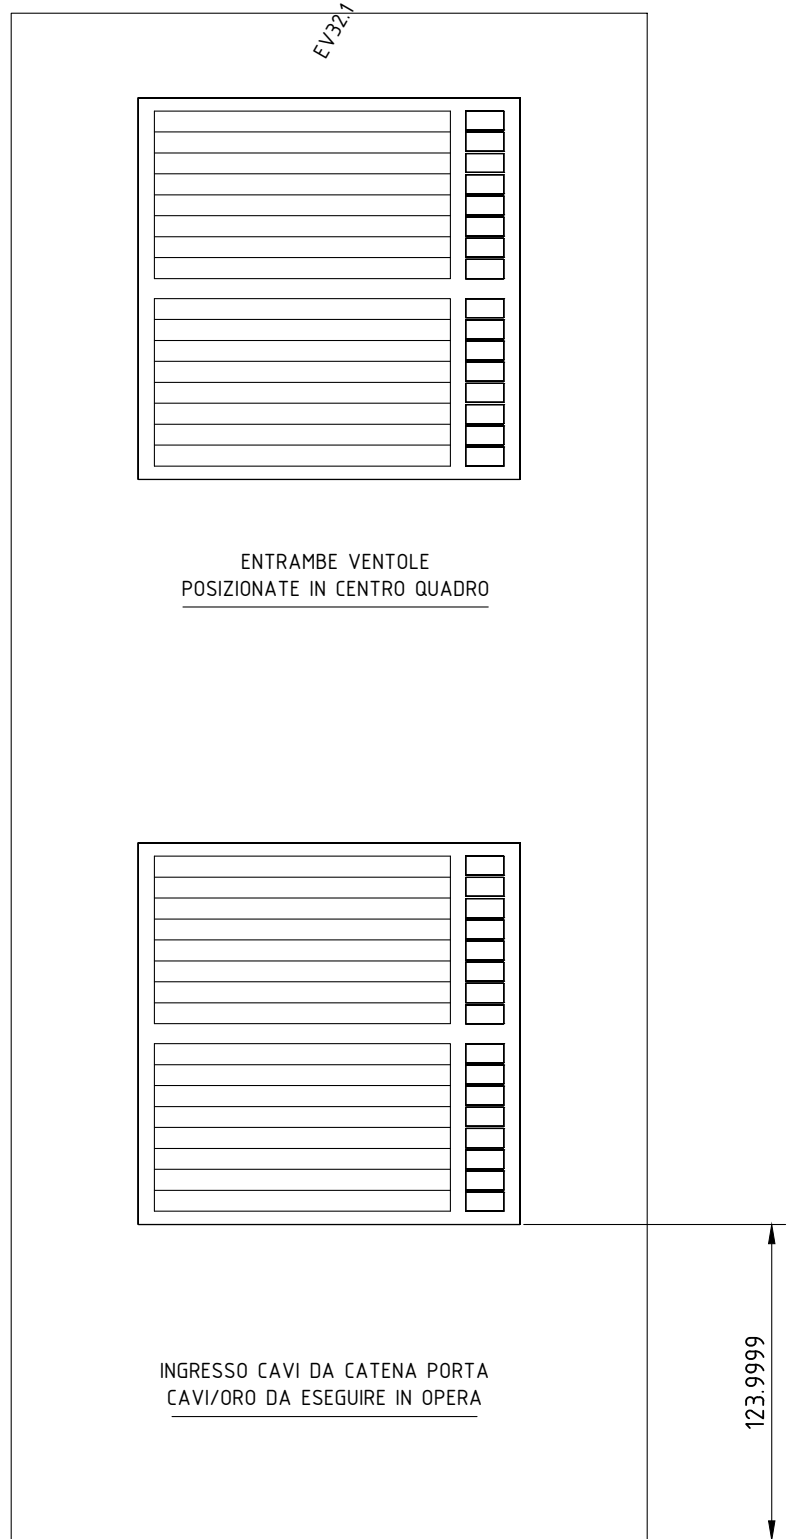 EV32.1
ENTRAMBE VENTOLE
POSIZIONATE IN CENTRO QUADRO
INGRESSO CAVI DA CATENA PORTA
CAVI/ORO DA ESEGUIRE IN OPERA
123.9999